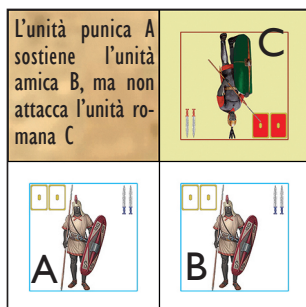 L'unità punica A
sostiene l'unità
amica B, ma non
attacca l'unità ro-
mana C
C
A
B